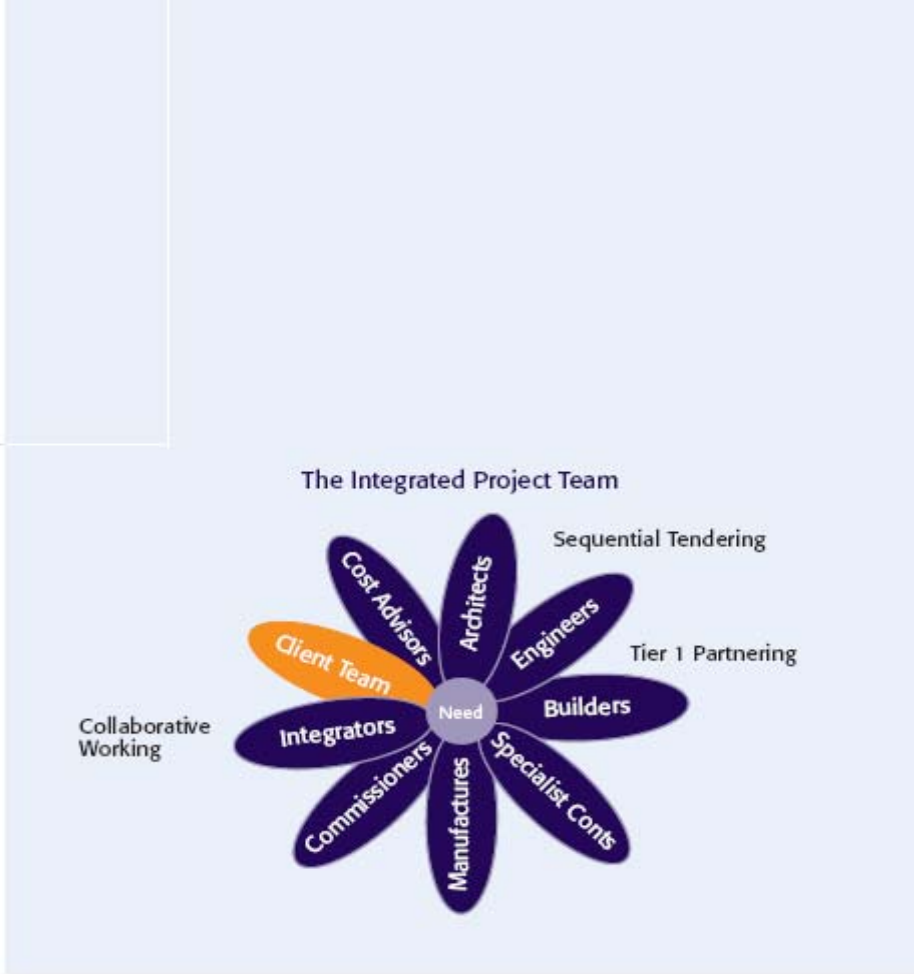 The Integrated Project Team
Sequential Tendering
Architects
Cost Advisors
Engineers
Client Team
Tier 1 Partnering
Need
Builders
Collaborative
Working
Integrators
Commissioners
Manufactures
Specialist Conts